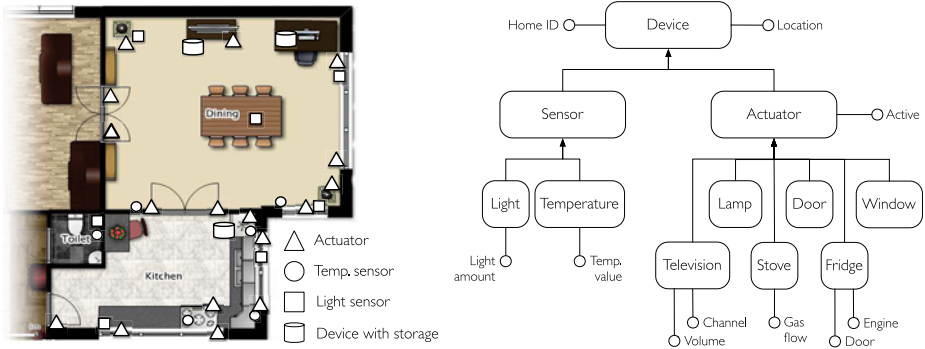 Dining
Toilet
Kitchen
Actuator
Temp. sensor
Light sensor
Device with storage
Home ID
Device
Location
Sensor
Actuator
Active
Light
Temperature
Lamp
Door
Window
Light
amount
Temp.
value
Television
Stove
Fridge
Channel
Volume
Gas
flow
Engine
Door